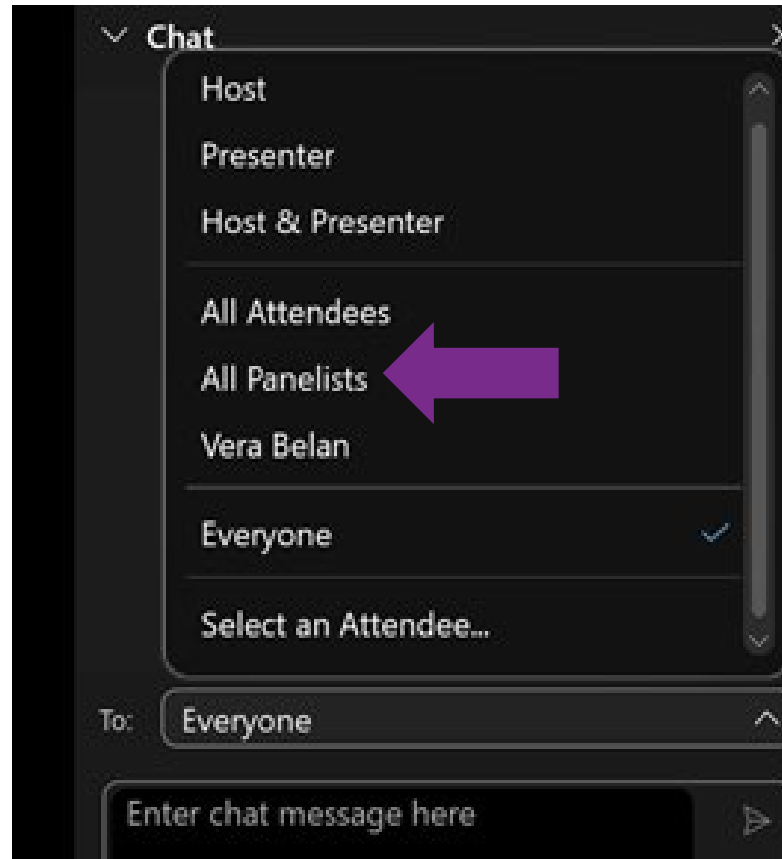 Chat
Host
Presenter
Host & Presenter
All Attendees
All Panelists
Vera Belan
Everyone
Select an Attendee...
To: Everyone
Enter chat message here